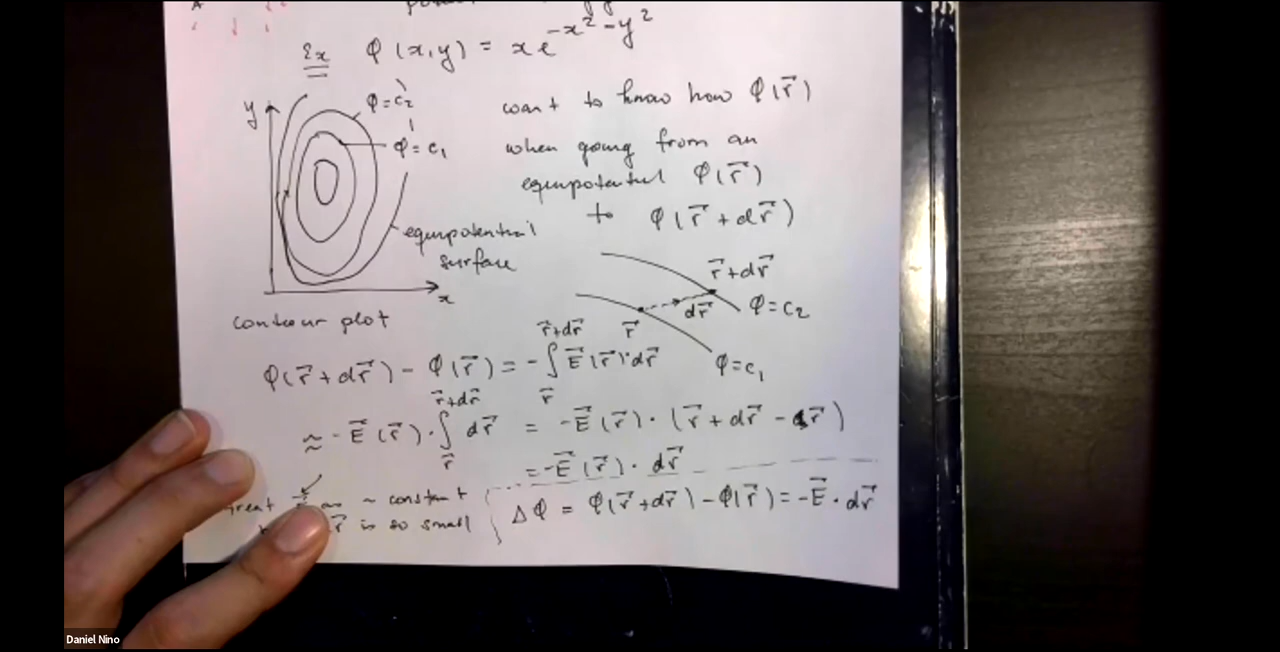 Ex φ(x,y) = x e^{-x²-y²}
y
φ=c₂
φ=c₁
equipotential
surface
x
contour plot
want to know how φ(r⃗)
when going from an
equipotential φ(r⃗)
to φ(r⃗ + dr⃗)
r⃗+dr⃗
dr⃗
φ=c₂
r⃗
φ=c₁
φ(r⃗ + dr⃗) - φ(r⃗) = - ∫_{r⃗}^{r⃗+dr⃗} E⃗(r⃗)·dr⃗
≈ -E⃗(r⃗)·∫_{r⃗}^{r⃗+dr⃗} dr⃗ = -E⃗(r⃗)·(r⃗ + dr⃗ - r⃗)
= -E⃗(r⃗)·dr⃗
~ constant
r⃗ is so small
Δφ = φ(r⃗+dr⃗) - φ(r⃗) = -E⃗·dr⃗
Daniel Nino